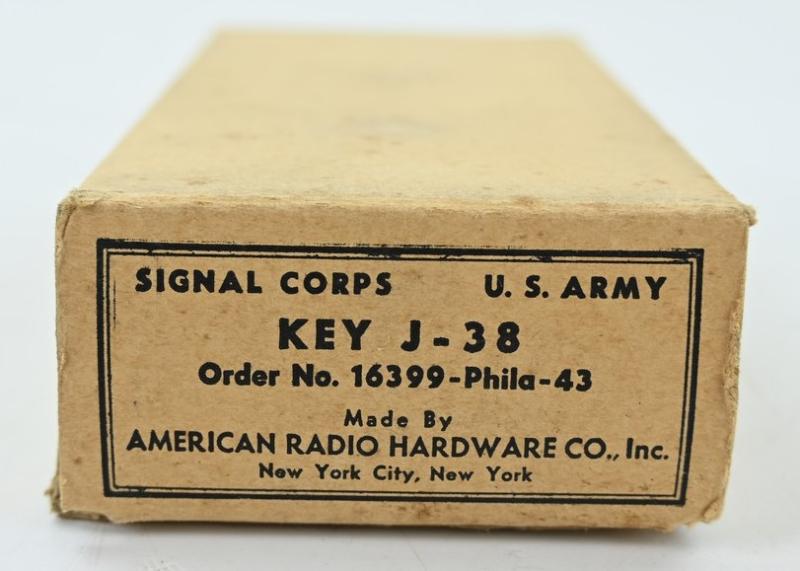 SIGNAL CORPS U. S. ARMY
KEY J-38
Order No. 16399-Phila-43
Made By
AMERICAN RADIO HARDWARE CO., Inc.
New York City, New York